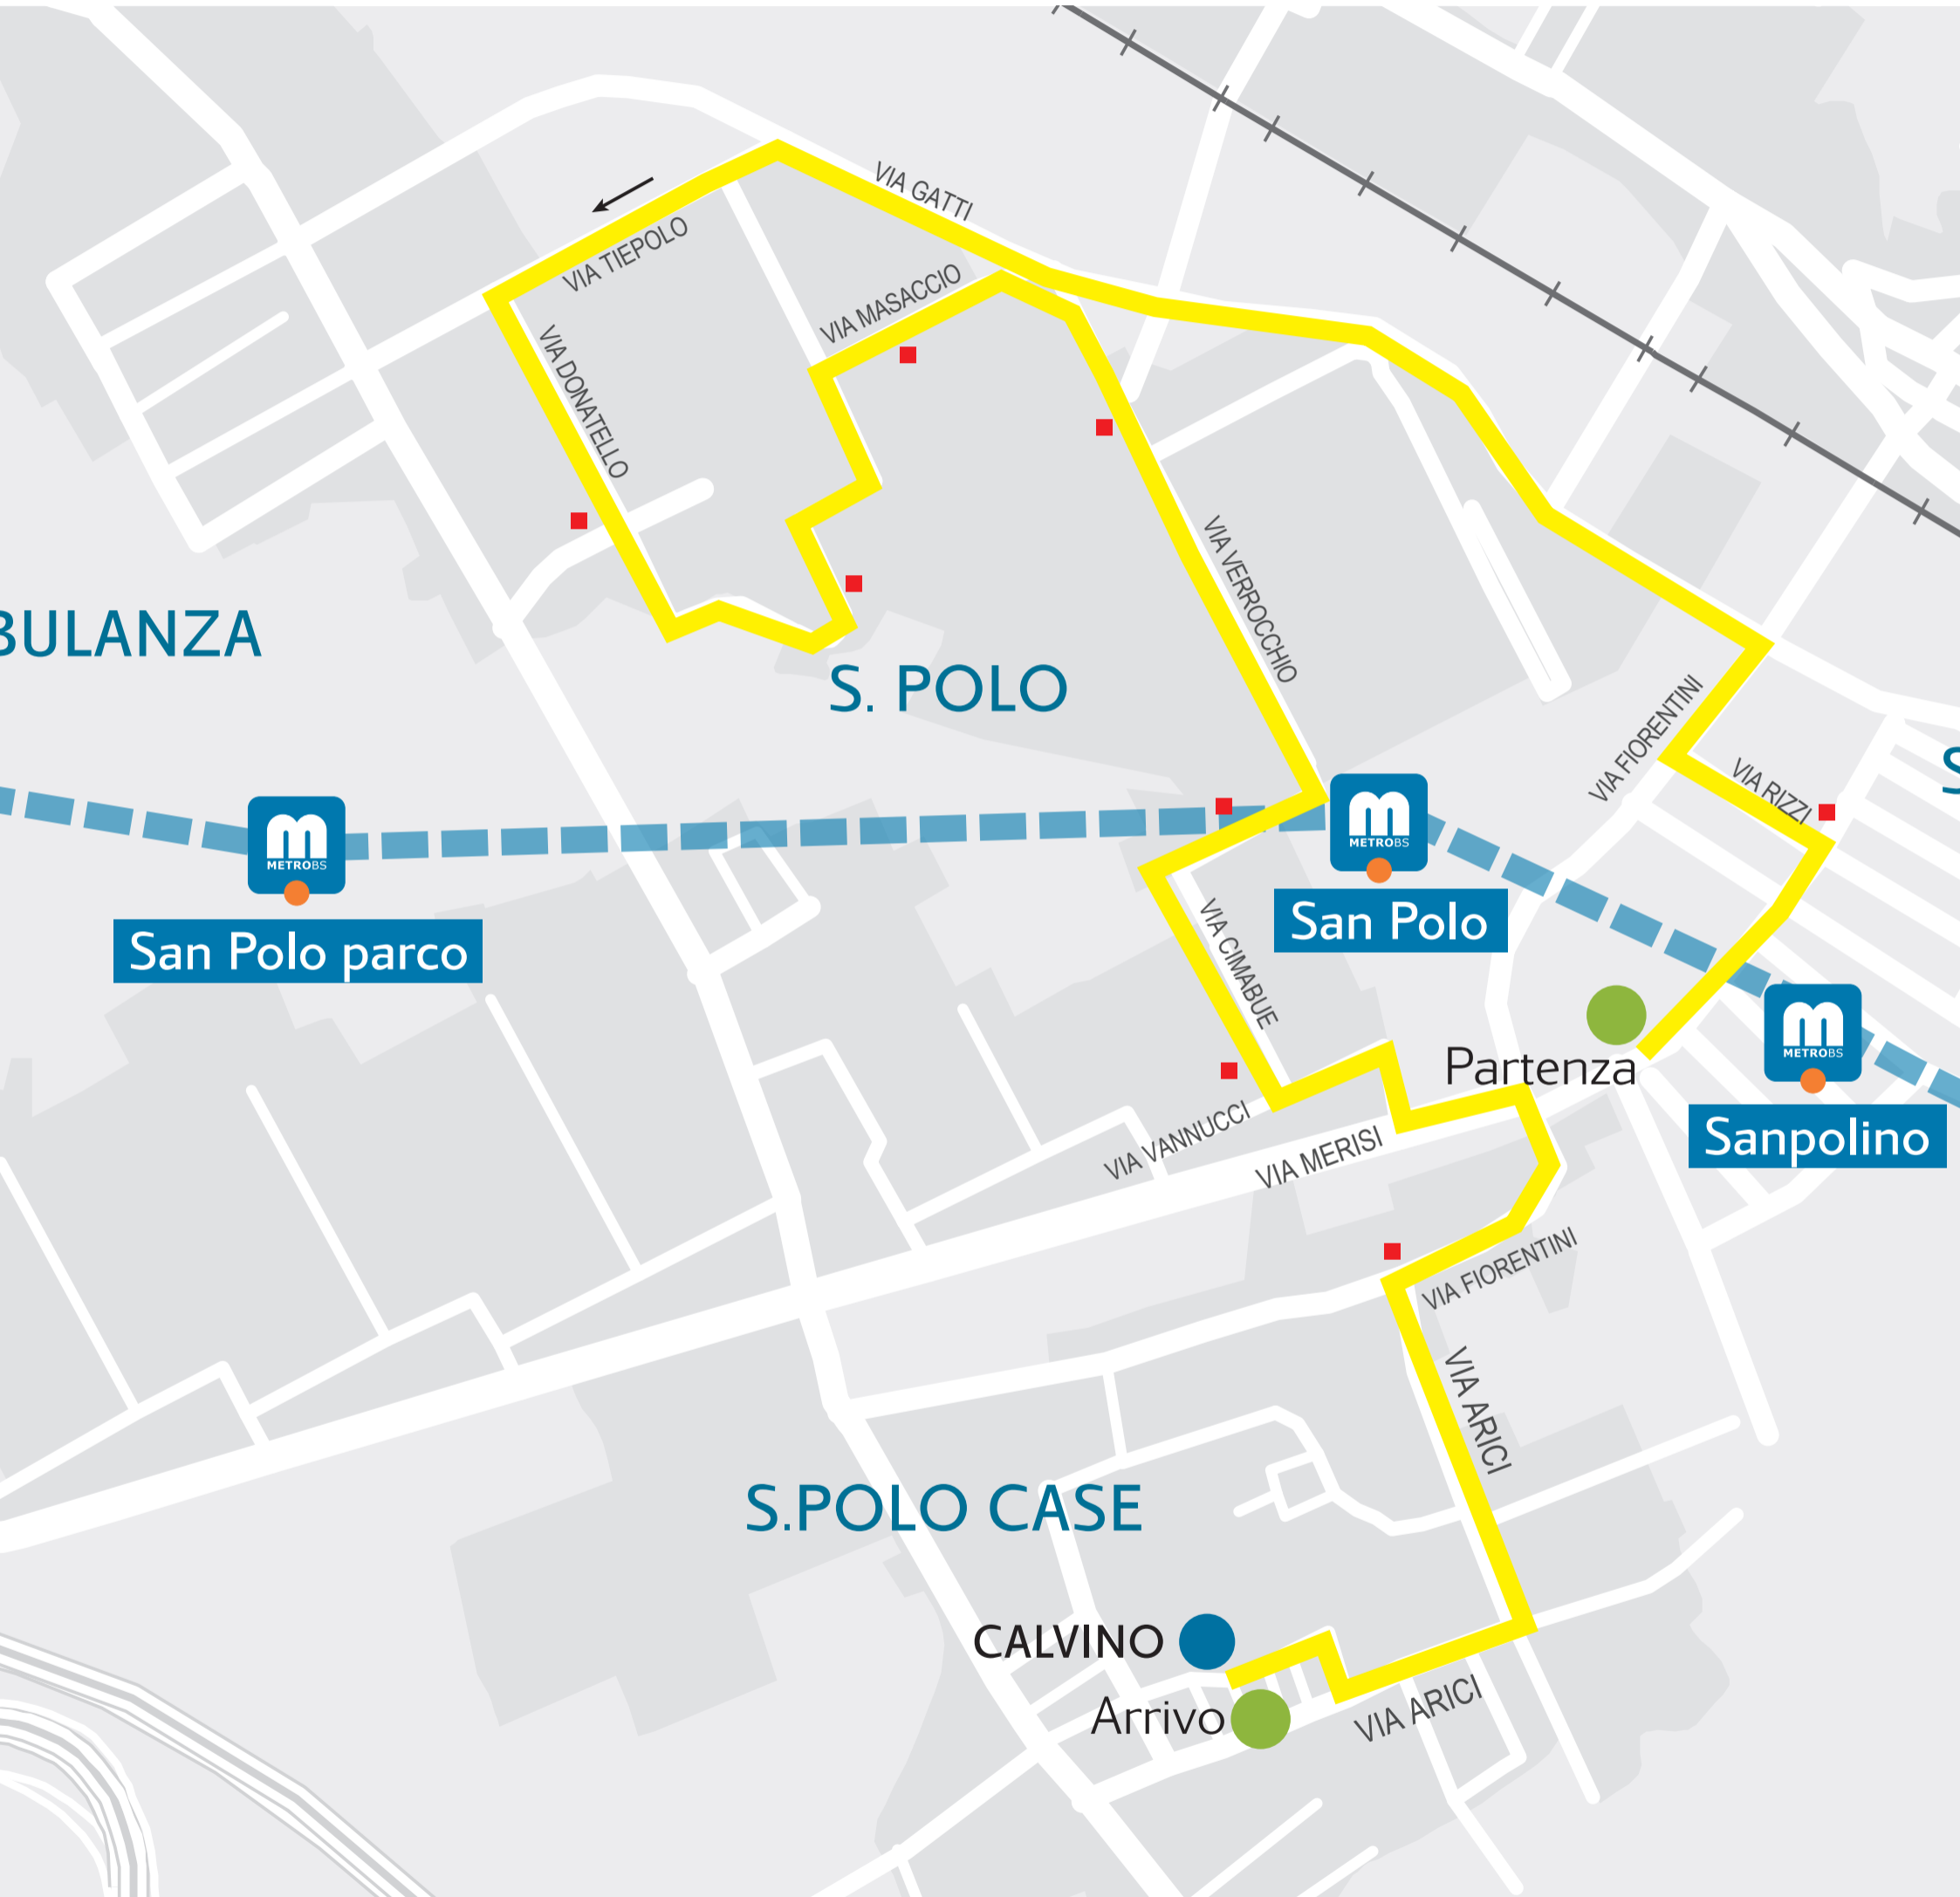 VIA GATTI
VIA TIEPOLO
VIA MASACCIO
VIA DONATELLO
VIA VERROCCHIO
BULANZA
S. POLO
VIA FIORENTINI
VIA RIZZI
S
METROBS
San Polo parco
METROBS
San Polo
VIA CIMABUE
METROBS
Sanpolino
Partenza
VIA VANNUCCI
VIA MERISI
VIA FIORENTINI
VIA ARICI
S.POLO CASE
CALVINO
Arrivo
VIA ARICI